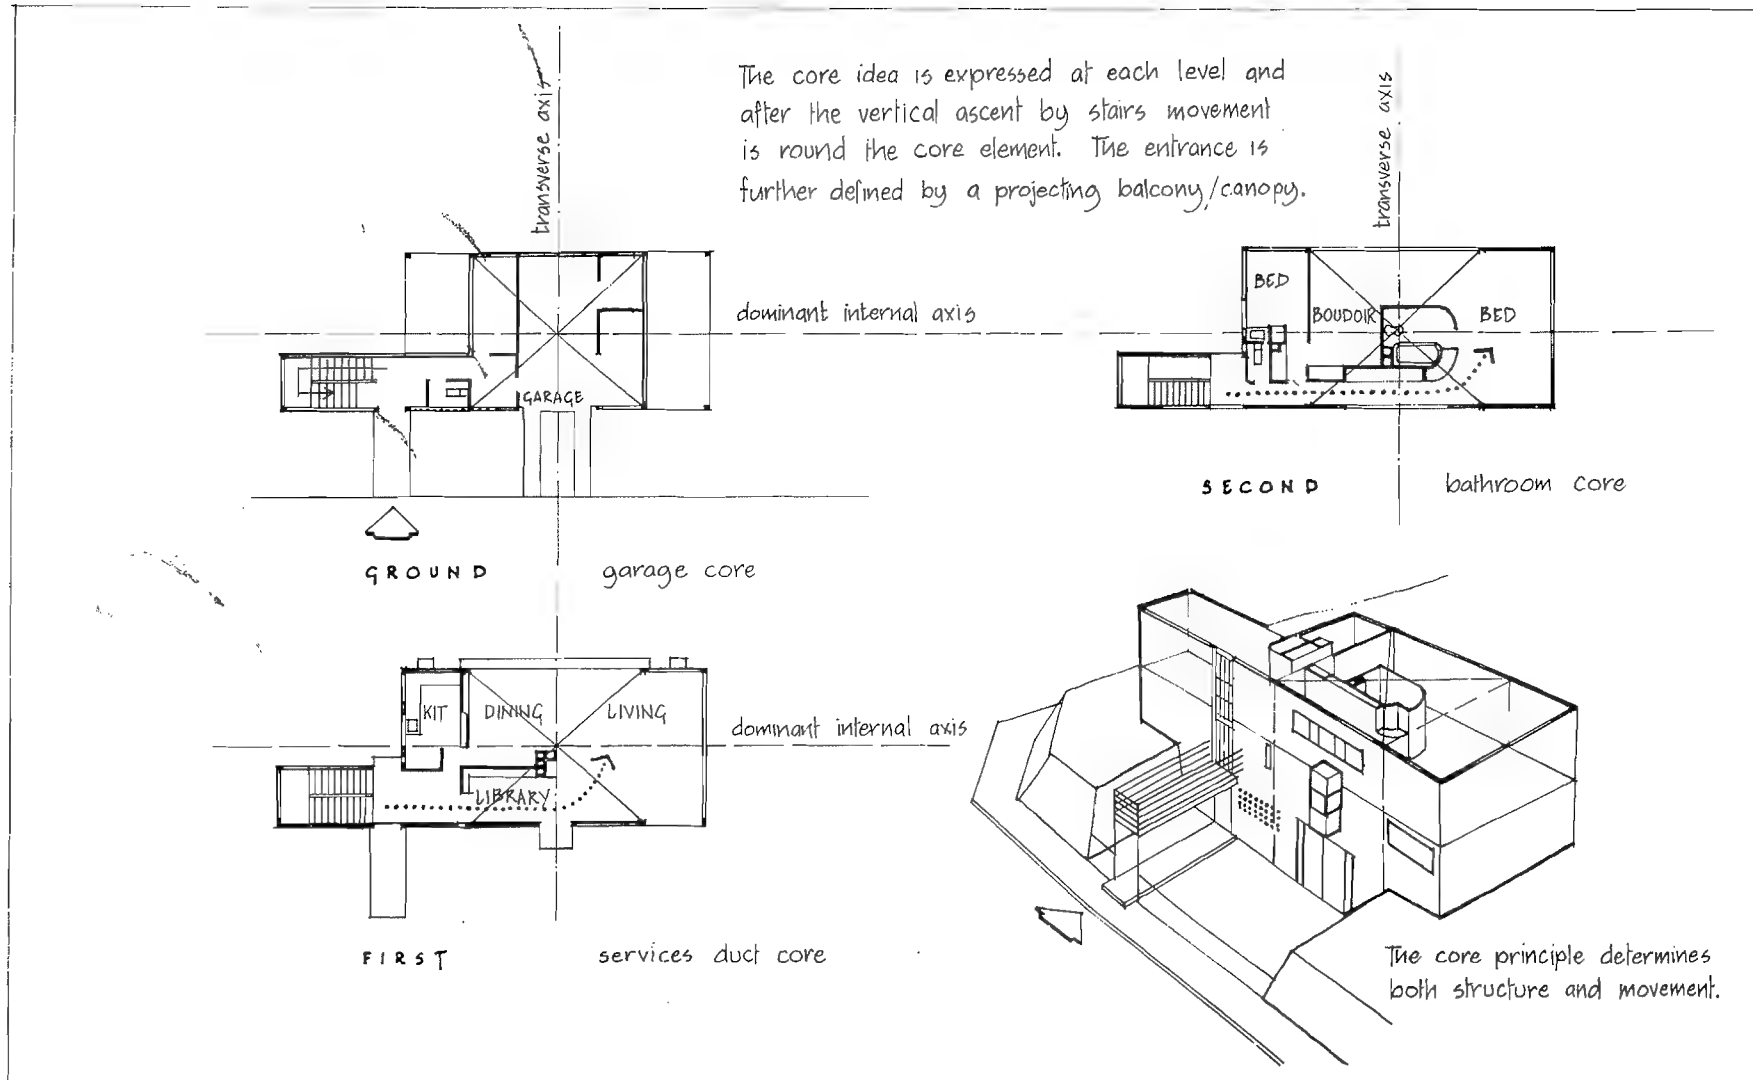 The core idea is expressed at each level and
after the vertical ascent by stairs movement
is round the core element. The entrance is
further defined by a projecting balcony/canopy.
transverse axis
transverse axis
dominant internal axis
GARAGE
BED
BOUDOIR
BED
GROUND
garage core
SECOND
bathroom core
KIT
DINING
LIVING
LIBRARY
dominant internal axis
FIRST
services duct core
The core principle determines
both structure and movement.